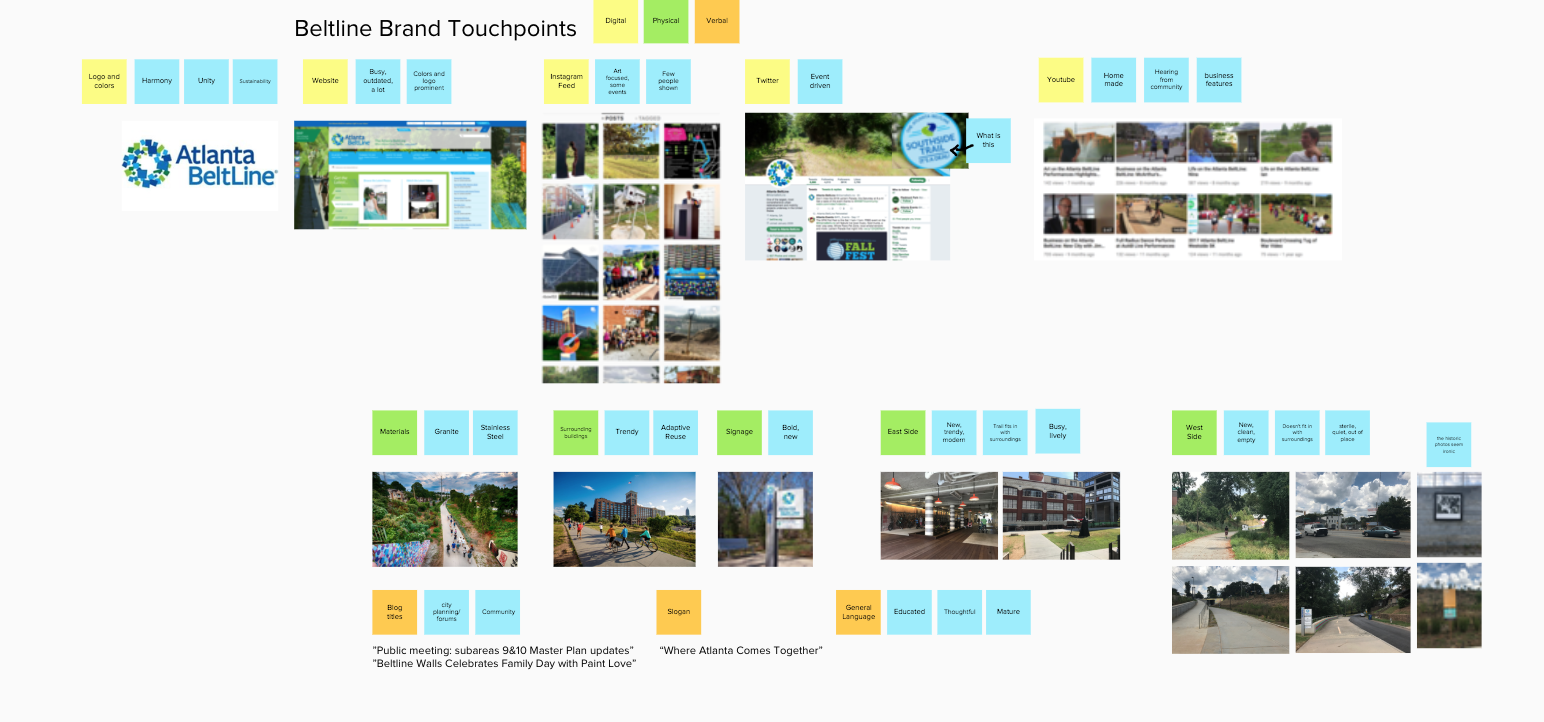 Beltline Brand Touchpoints
Digital
Physical
Verbal
Logo and
colors
Harmony
Unity
Sustainability
Website
Busy,
outdated,
a lot
Colors and
logo
prominent
Instagram
Feed
Art
focused,
some
events
Few
people
shown
Twitter
Event
driven
Youtube
Home
made
Hearing
from
community
business
features
Atlanta
BeltLine®
Atlanta
BeltLine
POSTS
TAGGED
SOUTHSIDE
TRAIL
What is
this
FALL
FEST
Materials
Granite
Stainless
Steel
Surrounding
buildings
Trendy
Adaptive
Reuse
Signage
Bold,
new
East Side
New,
trendy,
modern
Trail fits in
with
surroundings
Busy,
lively
West
Side
New,
clean,
empty
Doesn't fit in
with
surroundings
sterile,
quiet, out of
place
the historic
photos seem
ironic
Blog
titles
city
planning/
forums
Community
Slogan
General
Language
Educated
Thoughtful
Mature
"Public meeting: subareas 9&10 Master Plan updates"
"Beltline Walls Celebrates Family Day with Paint Love"
“Where Atlanta Comes Together”